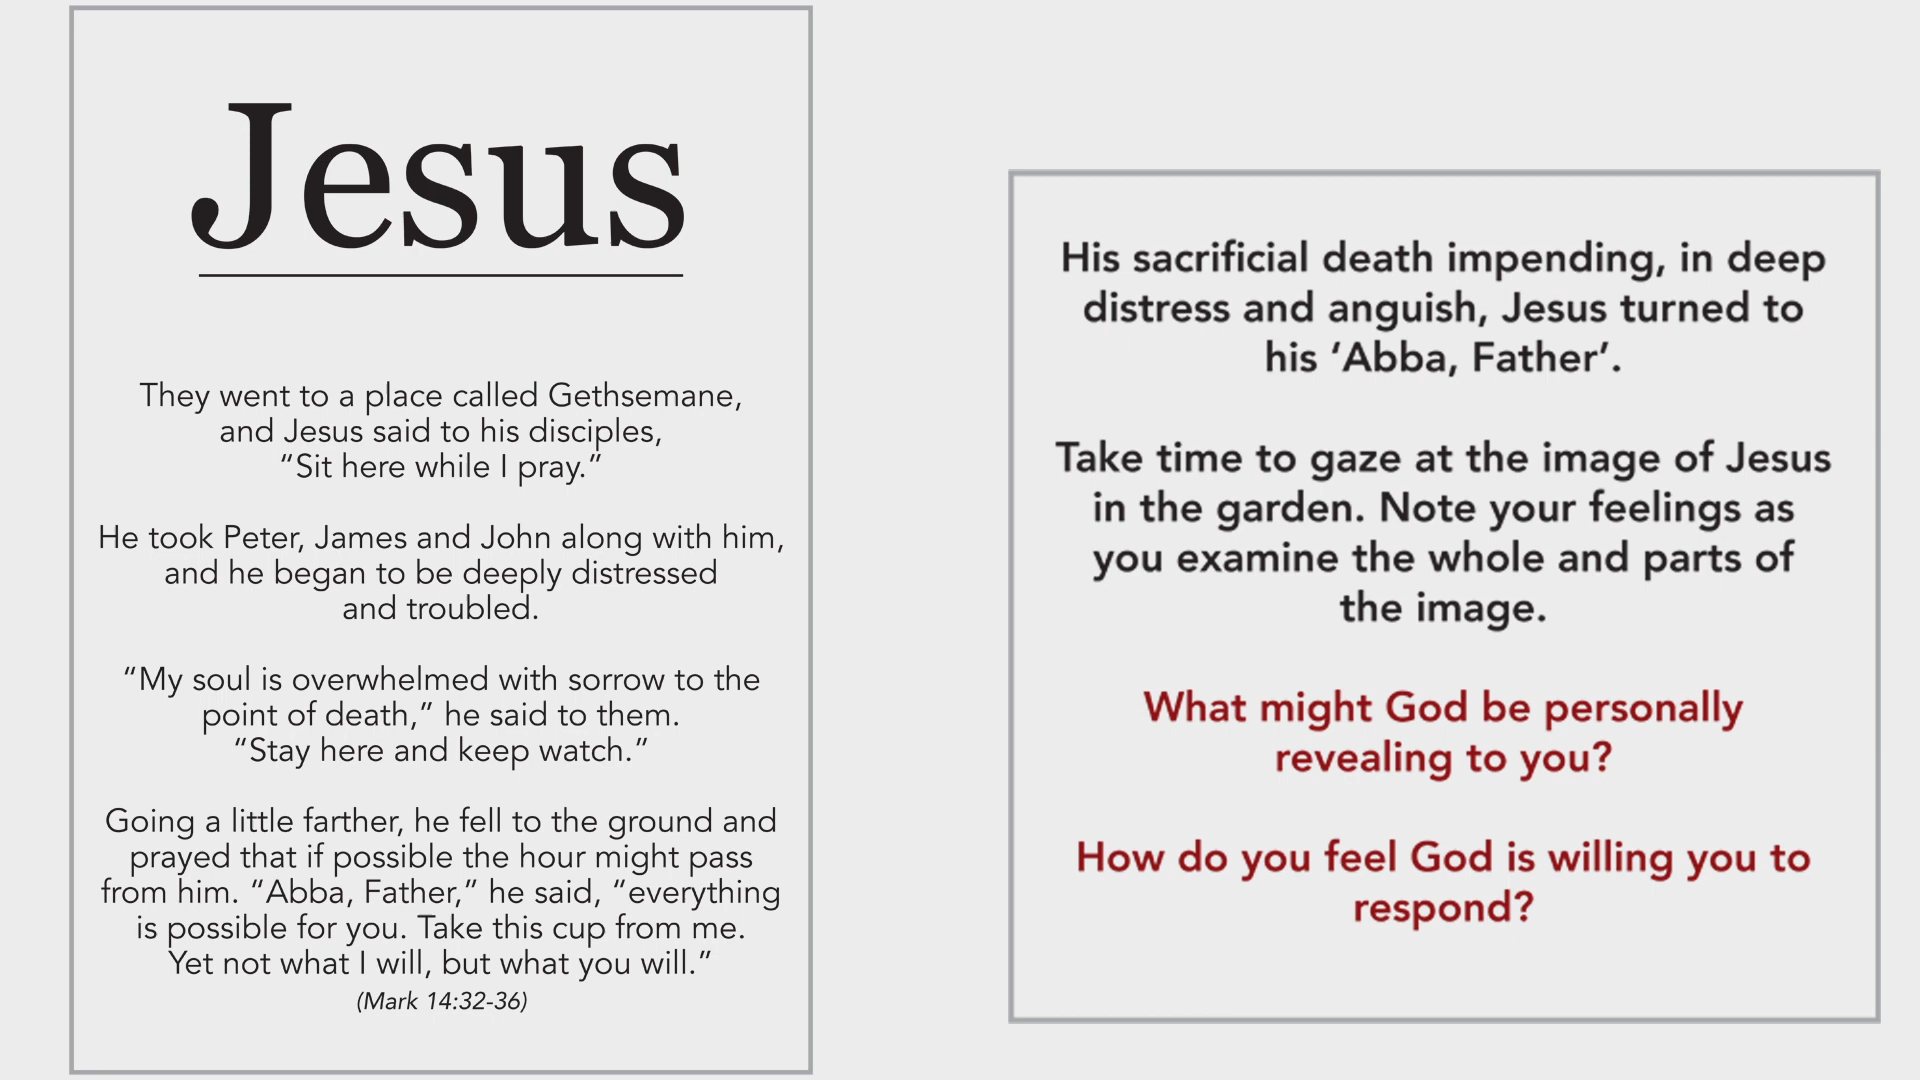 Jesus
They went to a place called Gethsemane,
and Jesus said to his disciples,
“Sit here while I pray.”
He took Peter, James and John along with him,
and he began to be deeply distressed
and troubled.
“My soul is overwhelmed with sorrow to the
point of death,” he said to them.
“Stay here and keep watch.”
Going a little farther, he fell to the ground and
prayed that if possible the hour might pass
from him. “Abba, Father,” he said, “everything
is possible for you. Take this cup from me.
Yet not what I will, but what you will.”
(Mark 14:32-36)
His sacrificial death impending, in deep
distress and anguish, Jesus turned to
his ‘Abba, Father’.
Take time to gaze at the image of Jesus
in the garden. Note your feelings as
you examine the whole and parts of
the image.
What might God be personally
revealing to you?
How do you feel God is willing you to
respond?